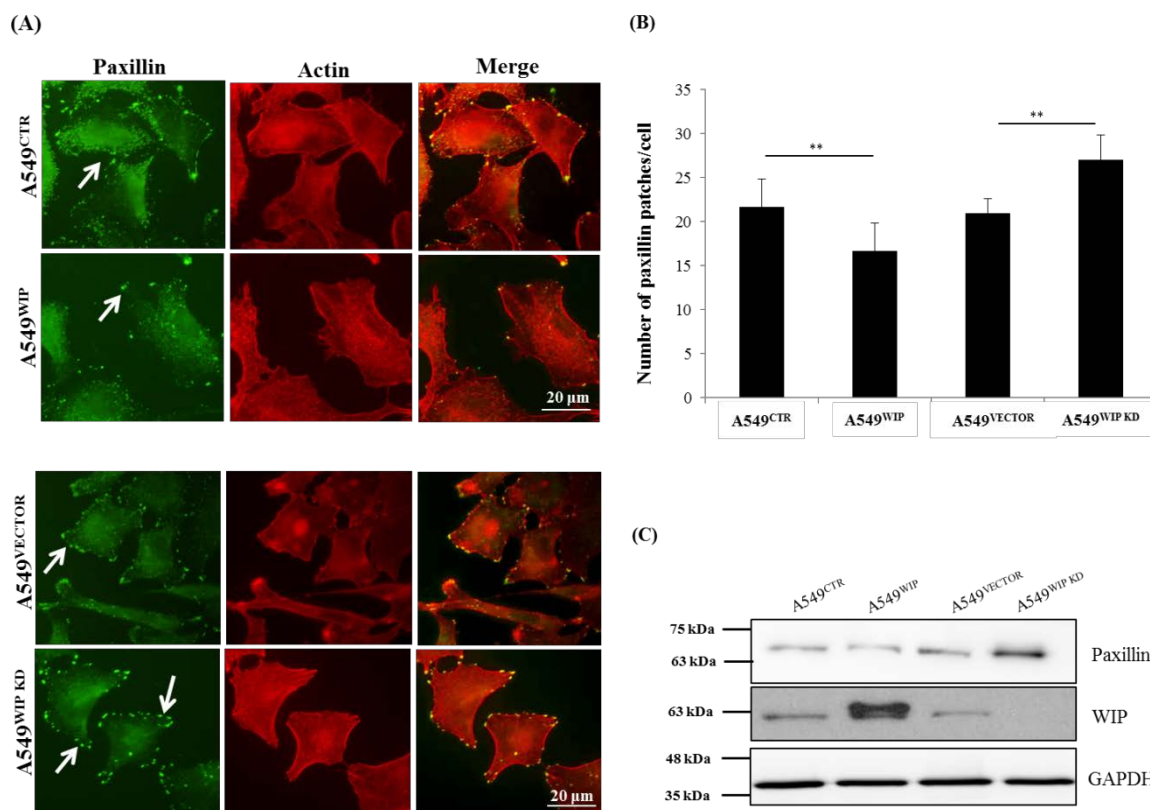 (A)
Paxillin Actin Merge
A549CTR
A549WIP
20 µm
A549VECTOR
A549WIP KD
20 µm
(B)
Number of paxillin patches/cell
35
30
25
20
15
10
5
0
**
**
A549CTR A549WIP A549VECTOR A549WIP KD
(C)
A549CTR A549WIP A549VECTOR A549WIP KD
75 kDa
63 kDa
Paxillin
63 kDa
WIP
48 kDa
35 kDa
GAPDH